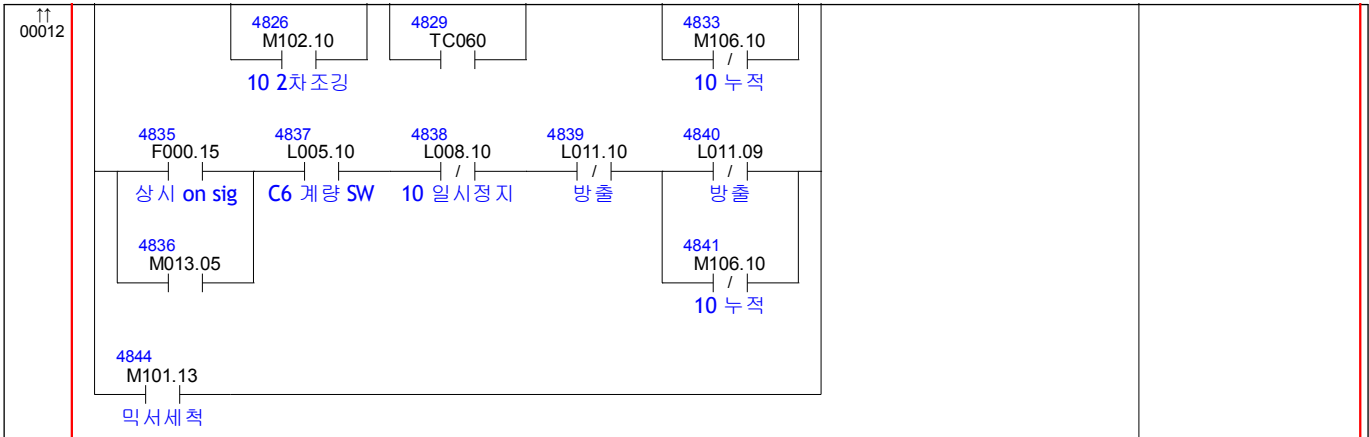 ↑↑
00012
4826 4829 4833
M102.10 TC060 M106.10
/
10 2차조깅 10 누적
4835 4837 4838 4839 4840
F000.15 L005.10 L008.10 L011.10 L011.09
/ / /
상시 on sig C6 계량 SW 10 일시정지 방출 방출
4836 4841
M013.05 M106.10
/
10 누적
4844
M101.13
믹서세척